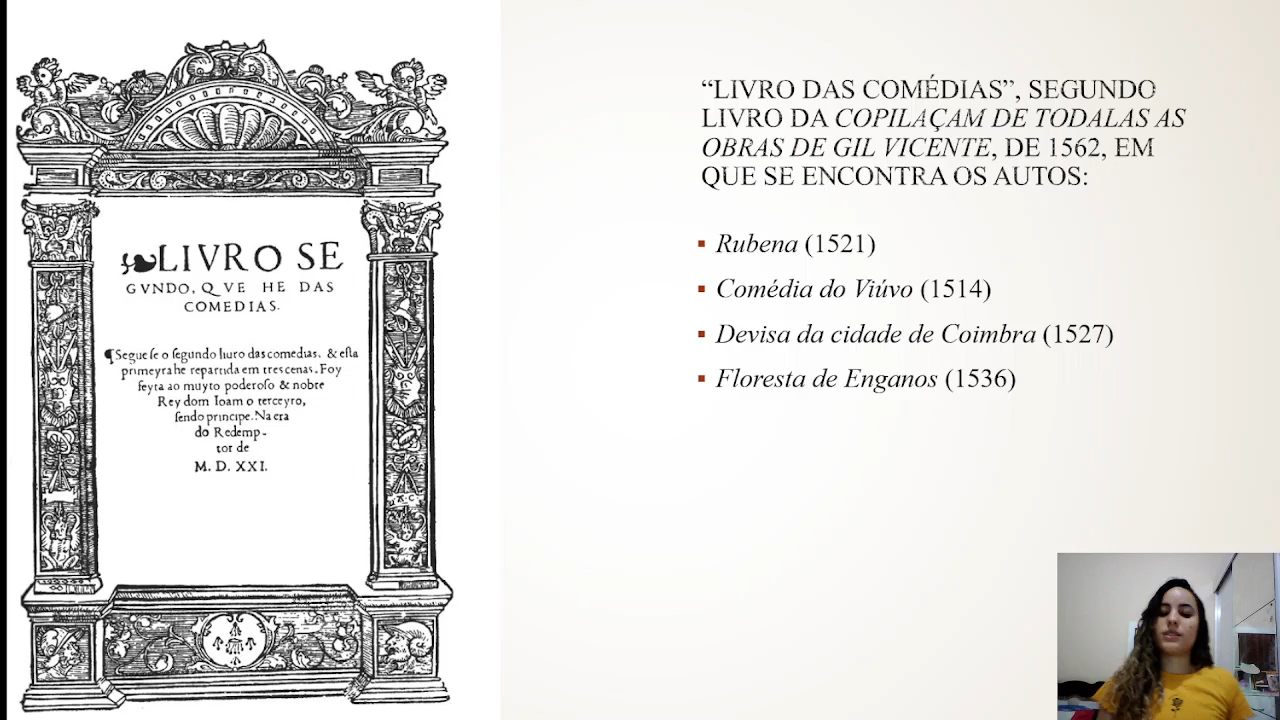 LIVRO SE
GVNDO, QVE HE DAS
COMEDIAS.
¶Segueſe o ſegundo liuro das comedias. & eſta
primeyra he repartida em tres cenas. Foy
feyta ao muyto poderoſo & nobre
Rey dom Ioam o terceyro,
ſendo principe. Na era
do Redemp-
tor de
M. D. XXI.
“LIVRO DAS COMÉDIAS”, SEGUNDO
LIVRO DA COPILAÇAM DE TODALAS AS
OBRAS DE GIL VICENTE, DE 1562, EM
QUE SE ENCONTRA OS AUTOS:
▪ Rubena (1521)
▪ Comédia do Viúvo (1514)
▪ Devisa da cidade de Coimbra (1527)
▪ Floresta de Enganos (1536)